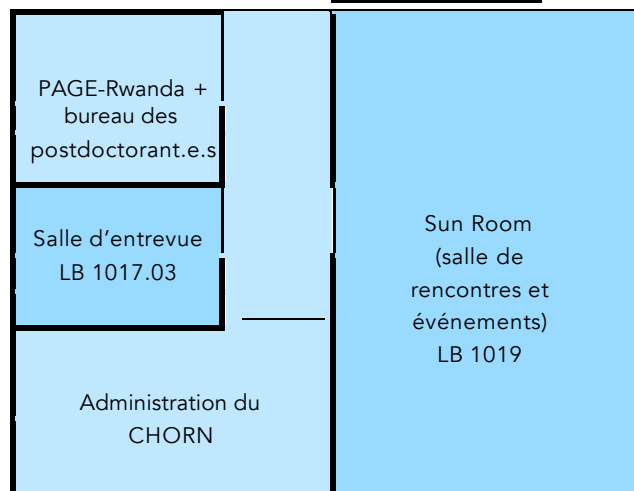 PAGE-Rwanda +
bureau des
postdoctorant.e.s
Salle d’entrevue
LB 1017.03
Sun Room
(salle de
rencontres et
événements)
LB 1019
Administration du
CHORN